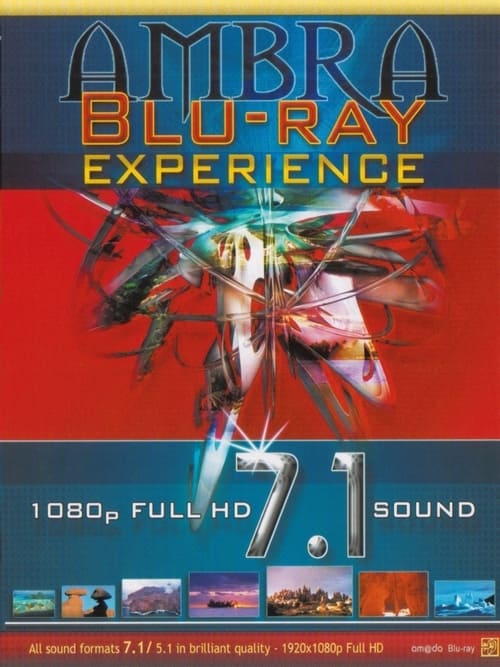 AMBRA
BLU-RAY
EXPERIENCE
1080p FULL HD 7.1 SOUND
All sound formats 7.1/ 5.1 in brilliant quality - 1920x1080p Full HD
am@do Blu-ray